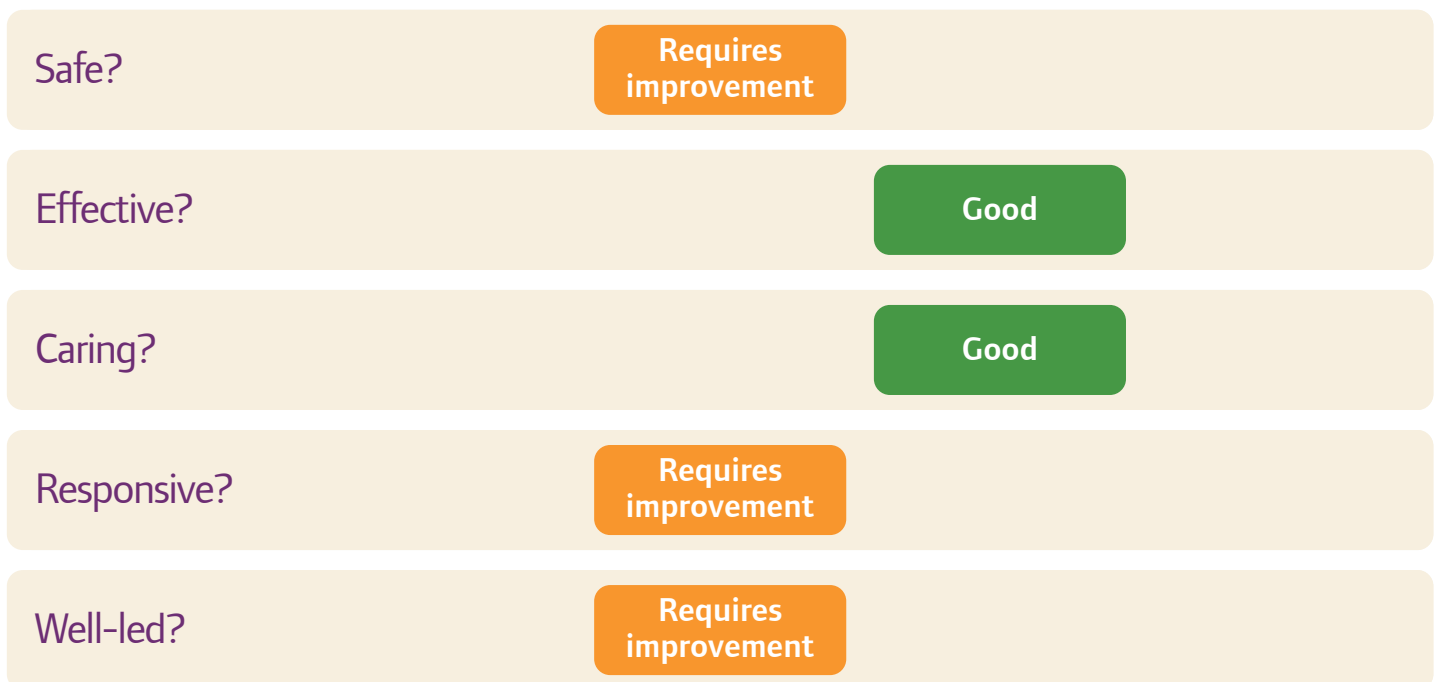 Safe?
Requires
improvement
Effective?
Good
Caring?
Good
Responsive?
Requires
improvement
Well-led?
Requires
improvement